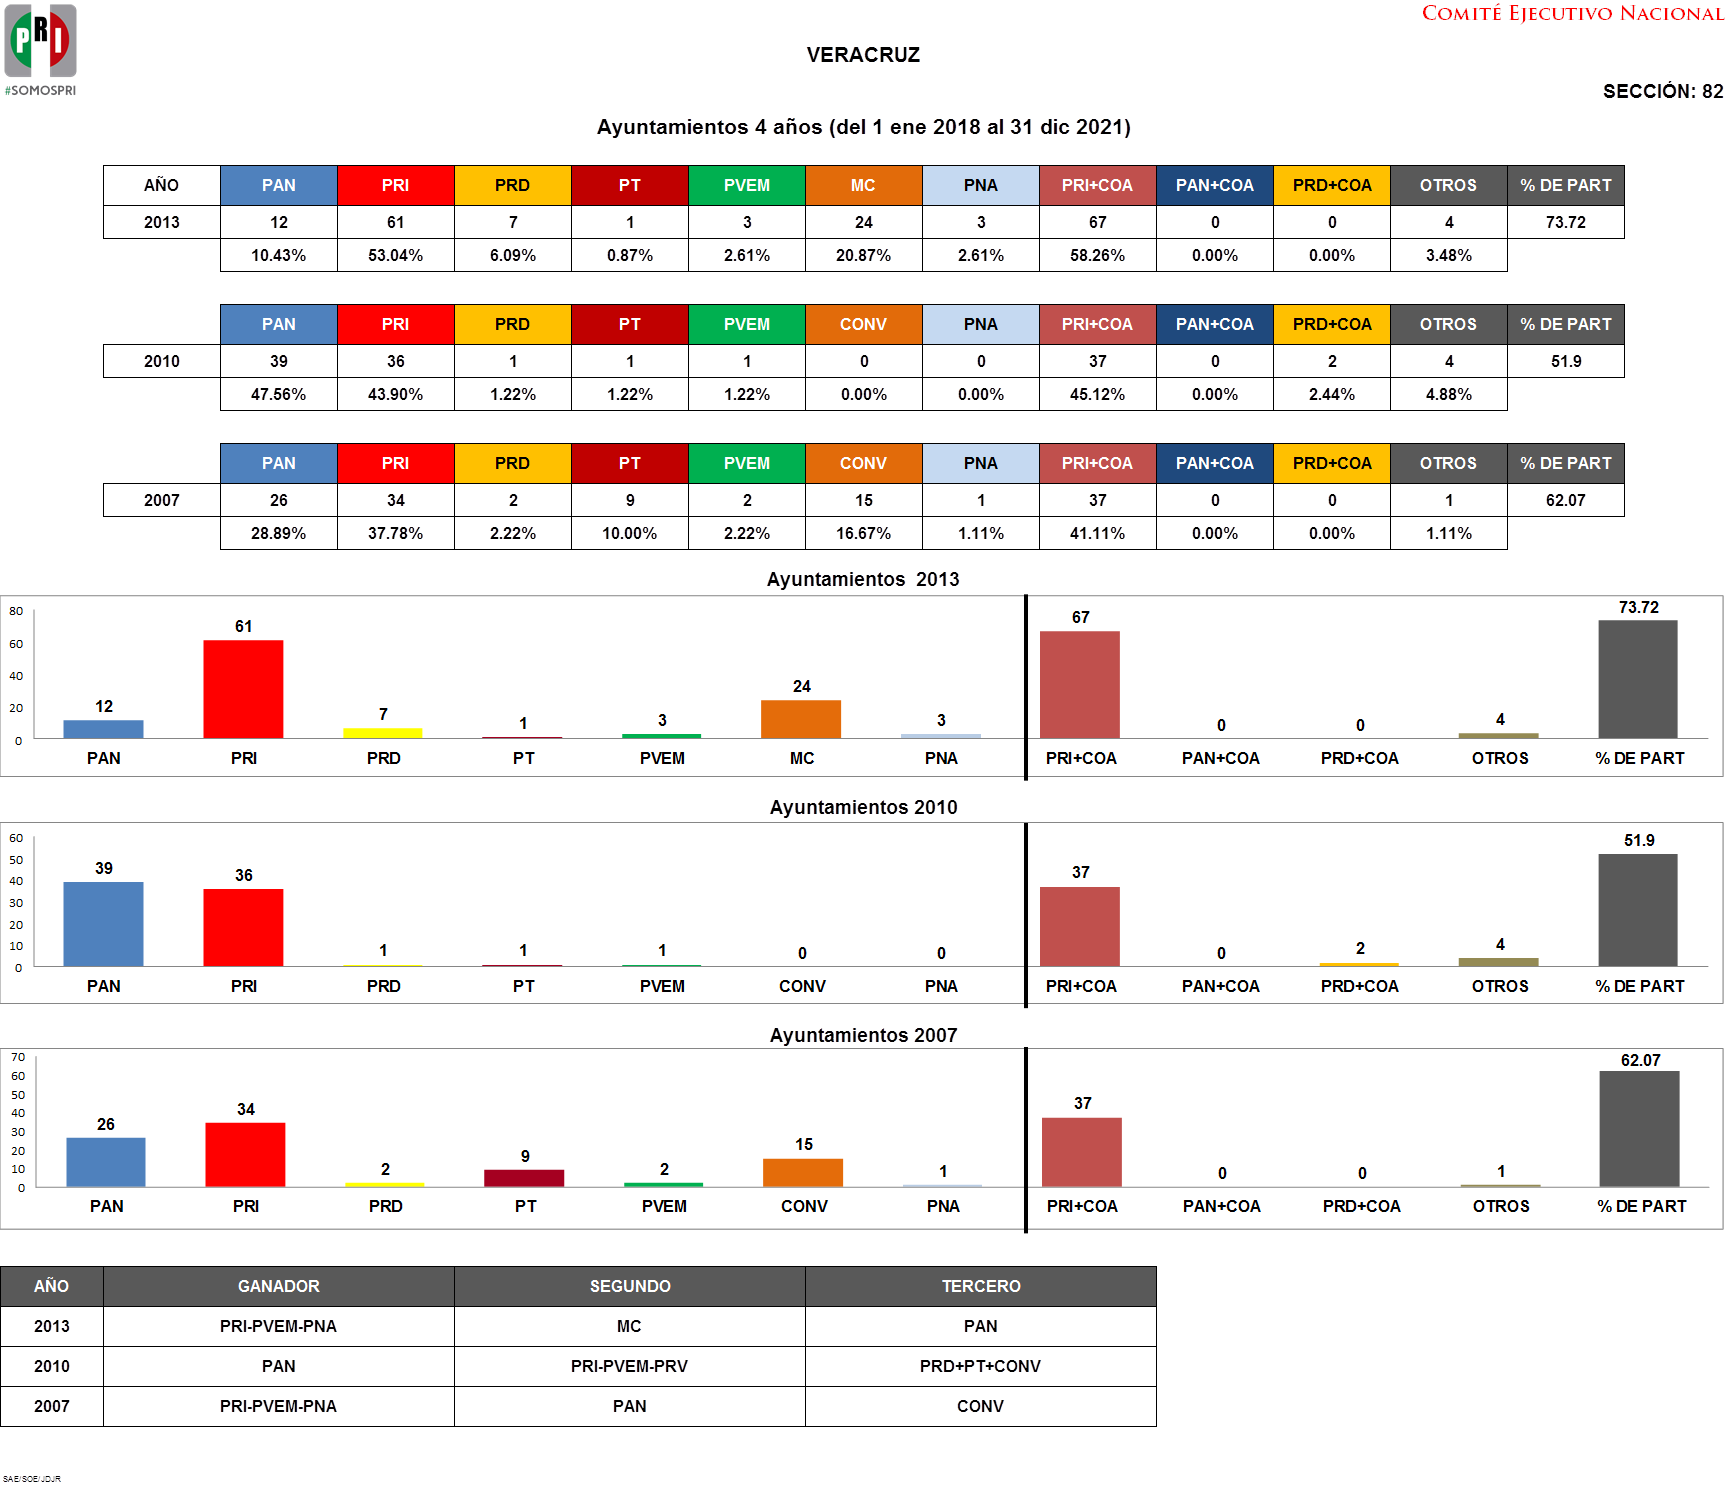 PRI
#SOMOSPRI
COMITÉ EJECUTIVO NACIONAL
VERACRUZ
SECCIÓN: 82
Ayuntamientos 4 años (del 1 ene 2018 al 31 dic 2021)
AÑO PAN PRI PRD PT PVEM MC PNA PRI+COA PAN+COA PRD+COA OTROS % DE PART
2013 12 61 7 1 3 24 3 67 0 0 4 73.72
10.43% 53.04% 6.09% 0.87% 2.61% 20.87% 2.61% 58.26% 0.00% 0.00% 3.48%
PAN PRI PRD PT PVEM CONV PNA PRI+COA PAN+COA PRD+COA OTROS % DE PART
2010 39 36 1 1 1 0 0 37 0 2 4 51.9
47.56% 43.90% 1.22% 1.22% 1.22% 0.00% 0.00% 45.12% 0.00% 2.44% 4.88%
PAN PRI PRD PT PVEM CONV PNA PRI+COA PAN+COA PRD+COA OTROS % DE PART
2007 26 34 2 9 2 15 1 37 0 0 1 62.07
28.89% 37.78% 2.22% 10.00% 2.22% 16.67% 1.11% 41.11% 0.00% 0.00% 1.11%
Ayuntamientos 2013
80
60
40
20
0
12 61 7 1 3 24 3 67 0 0 4 73.72
PAN PRI PRD PT PVEM MC PNA PRI+COA PAN+COA PRD+COA OTROS % DE PART
Ayuntamientos 2010
60
50
40
30
20
10
0
39 36 1 1 1 0 0 37 0 2 4 51.9
PAN PRI PRD PT PVEM CONV PNA PRI+COA PAN+COA PRD+COA OTROS % DE PART
Ayuntamientos 2007
70
60
50
40
30
20
10
0
26 34 2 9 2 15 1 37 0 0 1 62.07
PAN PRI PRD PT PVEM CONV PNA PRI+COA PAN+COA PRD+COA OTROS % DE PART
AÑO GANADOR SEGUNDO TERCERO
2013 PRI-PVEM-PNA MC PAN
2010 PAN PRI-PVEM-PRV PRD+PT+CONV
2007 PRI-PVEM-PNA PAN CONV
SAE/SOE/JDJR